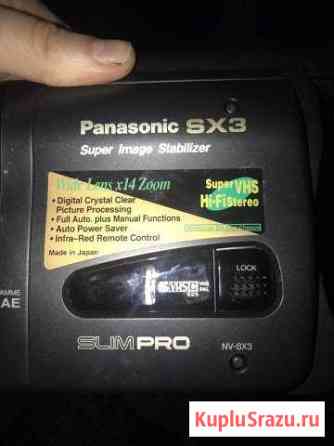 Panasonic SX3
Super Image Stabilizer
Wide Lens x14 Zoom
• Digital Crystal Clear
Picture Processing
• Full Auto. plus Manual Functions
• Auto Power Saver
• Infra-Red Remote Control
Made in Japan
Super VHS
Hi-Fi Stereo
AE
LOCK
SLIM PRO
NV-SX3
KupluSrazu.ru